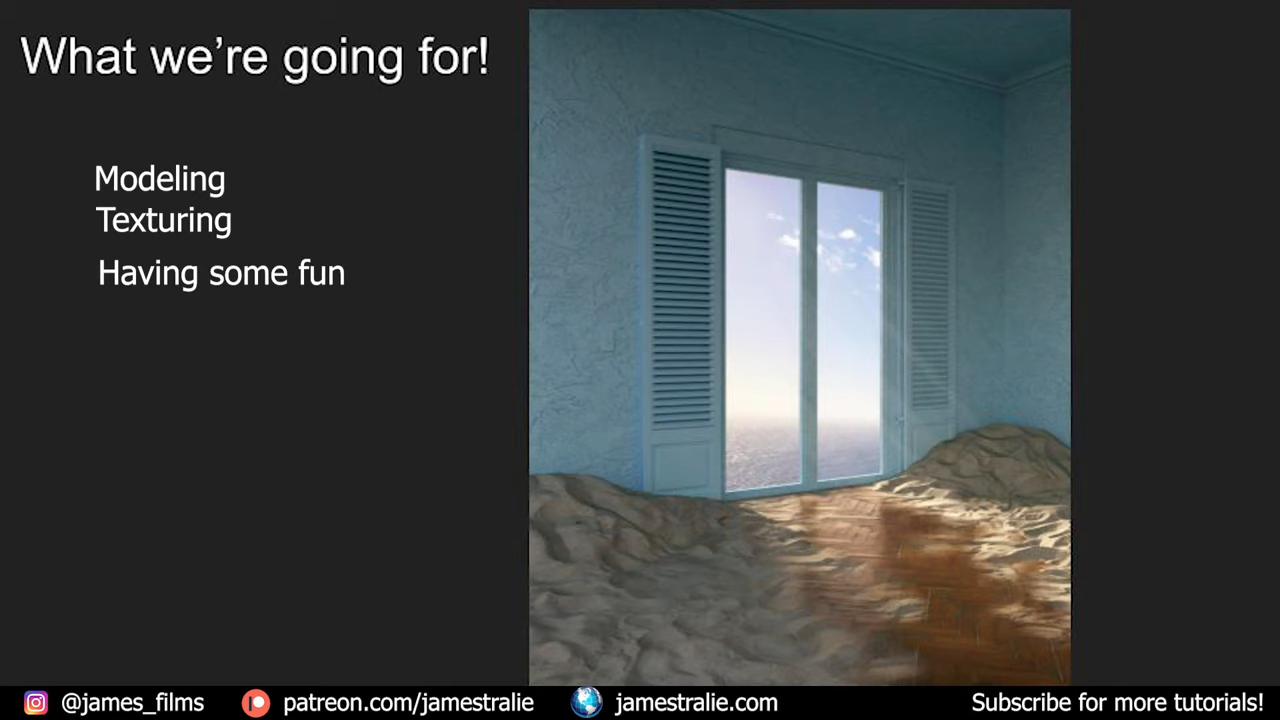 What we're going for!
Modeling
Texturing
Having some fun
@james_films
patreon.com/jamestralie
jamestralie.com
Subscribe for more tutorials!